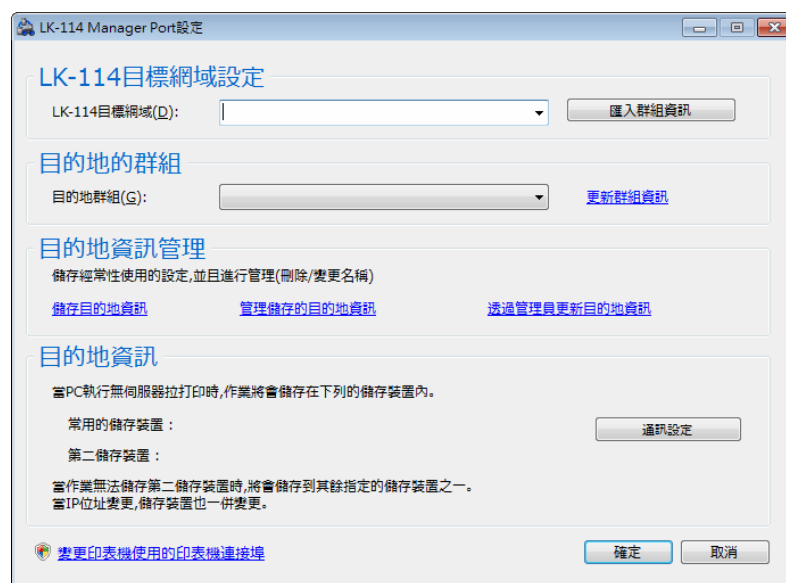 LK-114 Manager Port設定
LK-114目標網域設定
LK-114目標網域(D):
匯入群組資訊
目的地的群組
目的地群組(G):
更新群組資訊
目的地資訊管理
儲存經常性使用的設定,並且進行管理(刪除/變更名稱)
儲存目的地資訊
管理儲存的目的地資訊
透過管理員更新目的地資訊
目的地資訊
當PC執行無伺服器拉打印時,作業將會儲存在下列的儲存裝置內。
常用的儲存裝置：
通訊設定
第二儲存裝置：
當作業無法儲存第二儲存裝置時,將會儲存到其餘指定的儲存裝置之一。
當IP位址變更,儲存裝置也一併變更。
變更印表機使用的印表機連接埠
確定
取消